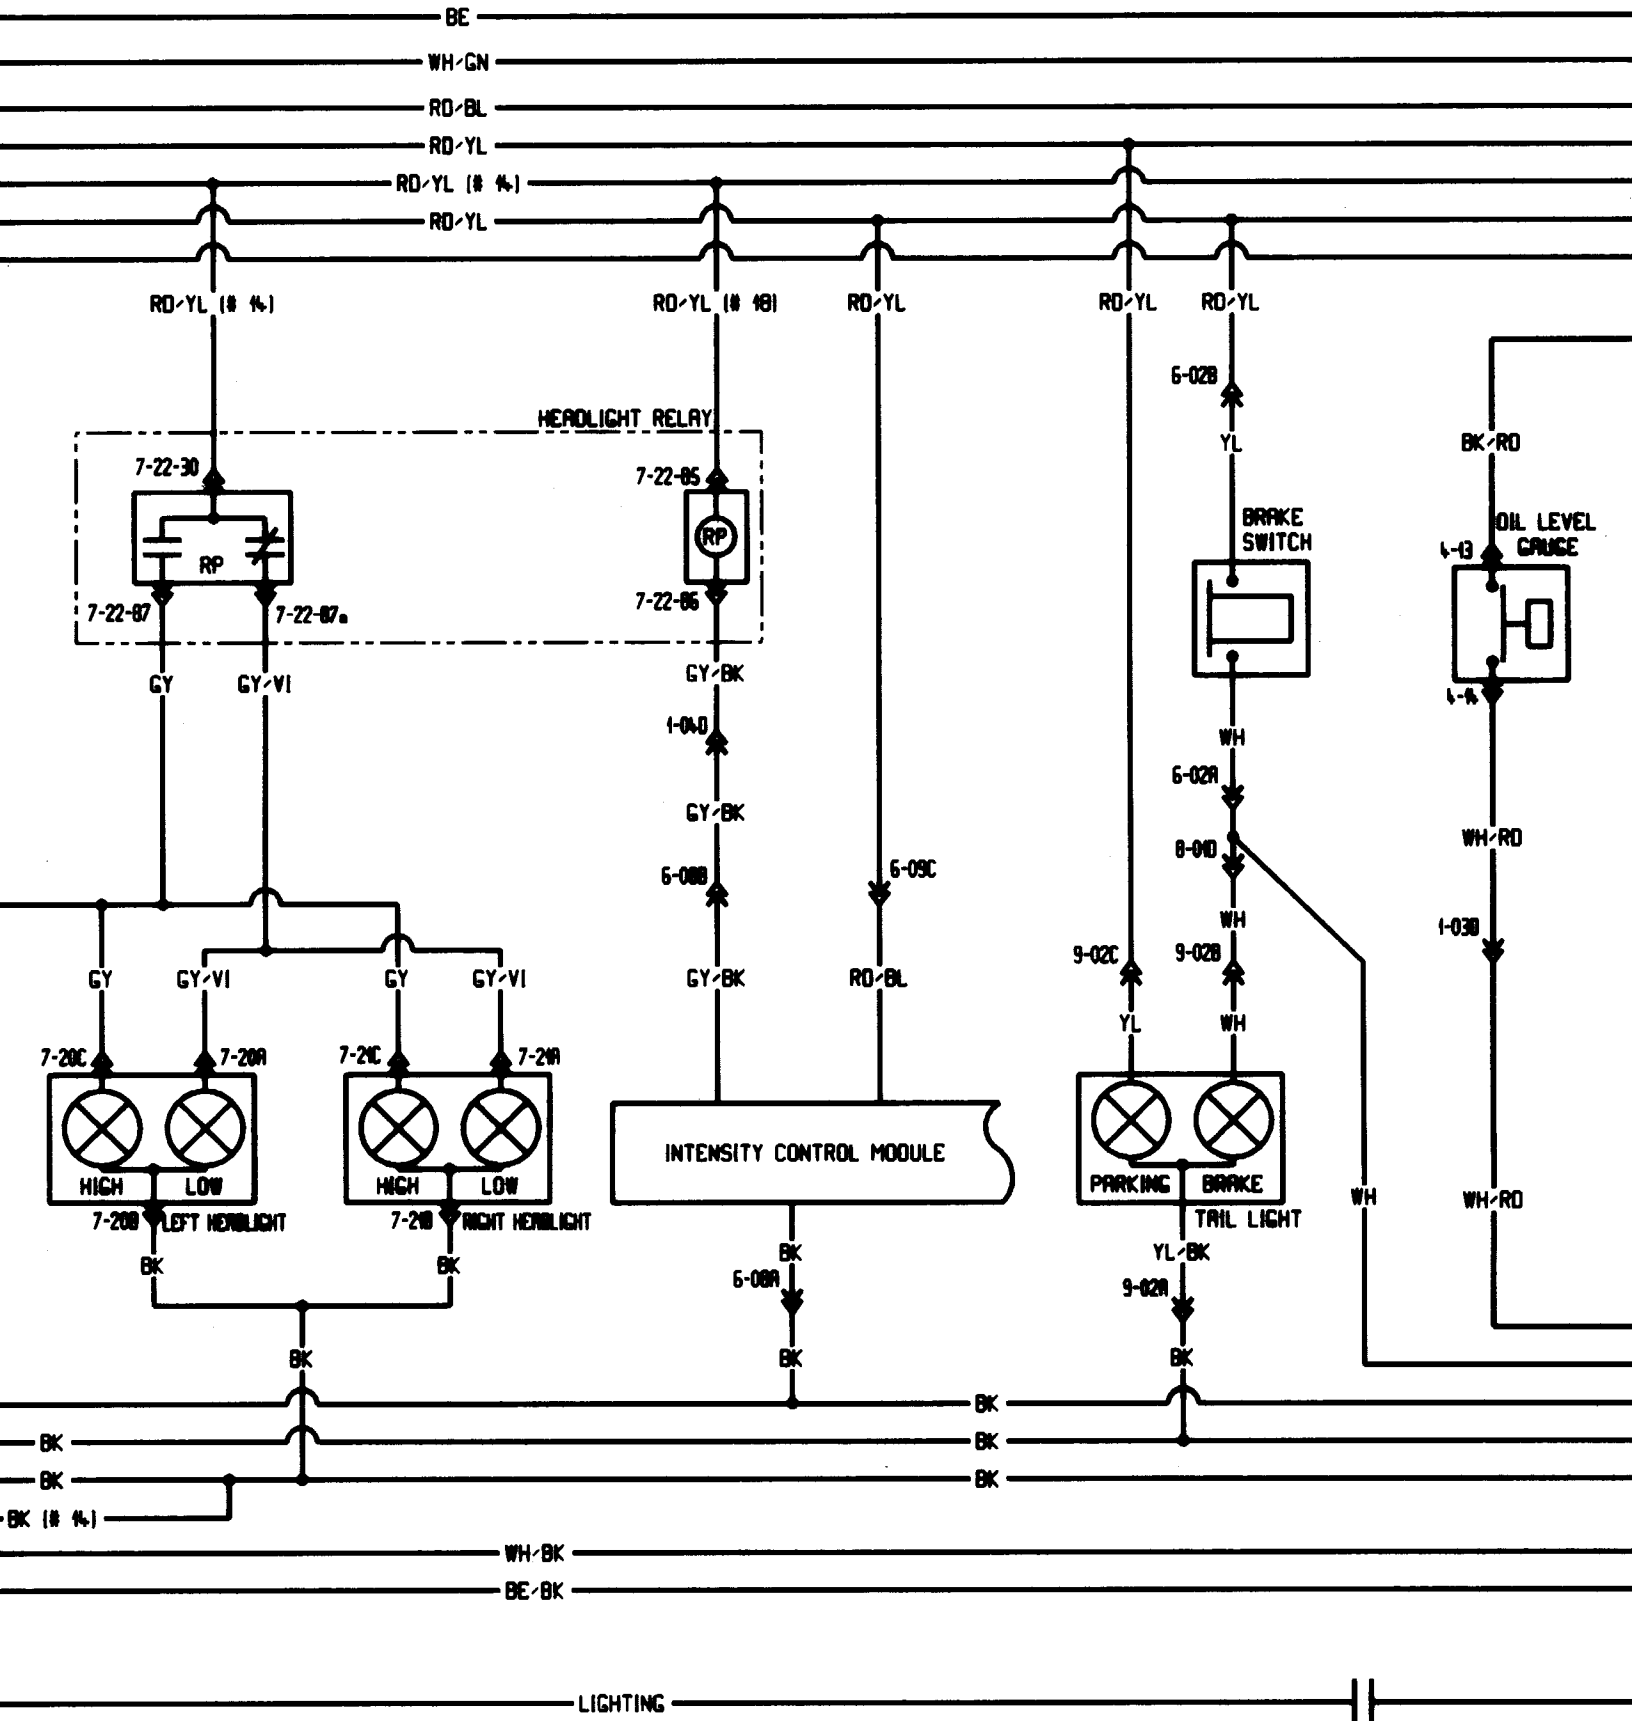 BE
WH/GN
RD/BL
RD/YL
RD/YL (# 14)
RD/YL
RD/YL (# 14)
RD/YL (# 18)
RD/YL
RD/YL
RD/YL
6-02B
HEADLIGHT RELAY
YL
BK/RD
7-22-30
7-22-85
BRAKE
SWITCH
OIL LEVEL
GAUGE
4-13
RP
RP
7-22-87
7-22-87a
7-22-86
GY
GY/VI
GY/BK
4-14
1-04D
WH
6-02A
GY/BK
WH/RD
8-01D
6-08B
6-09C
WH
1-03D
9-02C
9-02B
GY
GY/VI
GY
GY/VI
GY/BK
RD/BL
YL
WH
7-20C
7-20A
7-21C
7-21A
INTENSITY CONTROL MODULE
HIGH
LOW
HIGH
LOW
PARKING
BRAKE
WH
WH/RD
7-20B
LEFT HEADLIGHT
7-21B
RIGHT HEADLIGHT
TAIL LIGHT
BK
BK
BK
YL/BK
6-08A
9-02A
BK
BK
BK
BK
BK
BK
BK
BK
BK (# 14)
WH/BK
BE/BK
LIGHTING